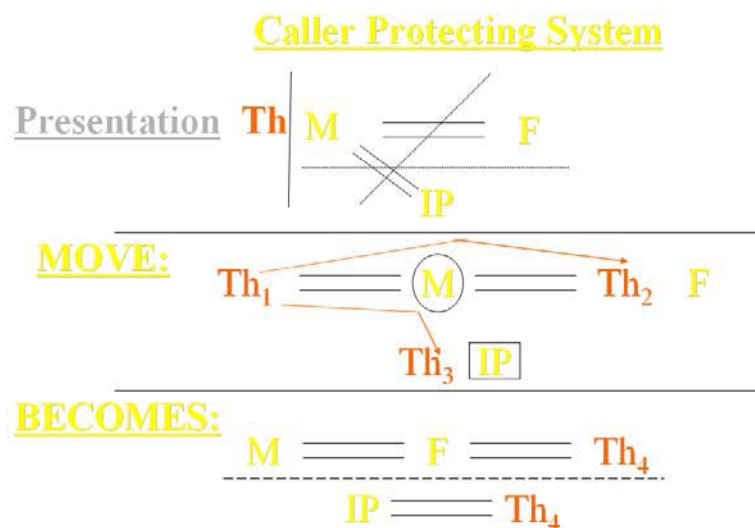 Caller Protecting System
Presentation Th M F
IP
MOVE:
Th₁ M Th₂ F
Th₃ IP
BECOMES:
M F Th₄
IP Th₄